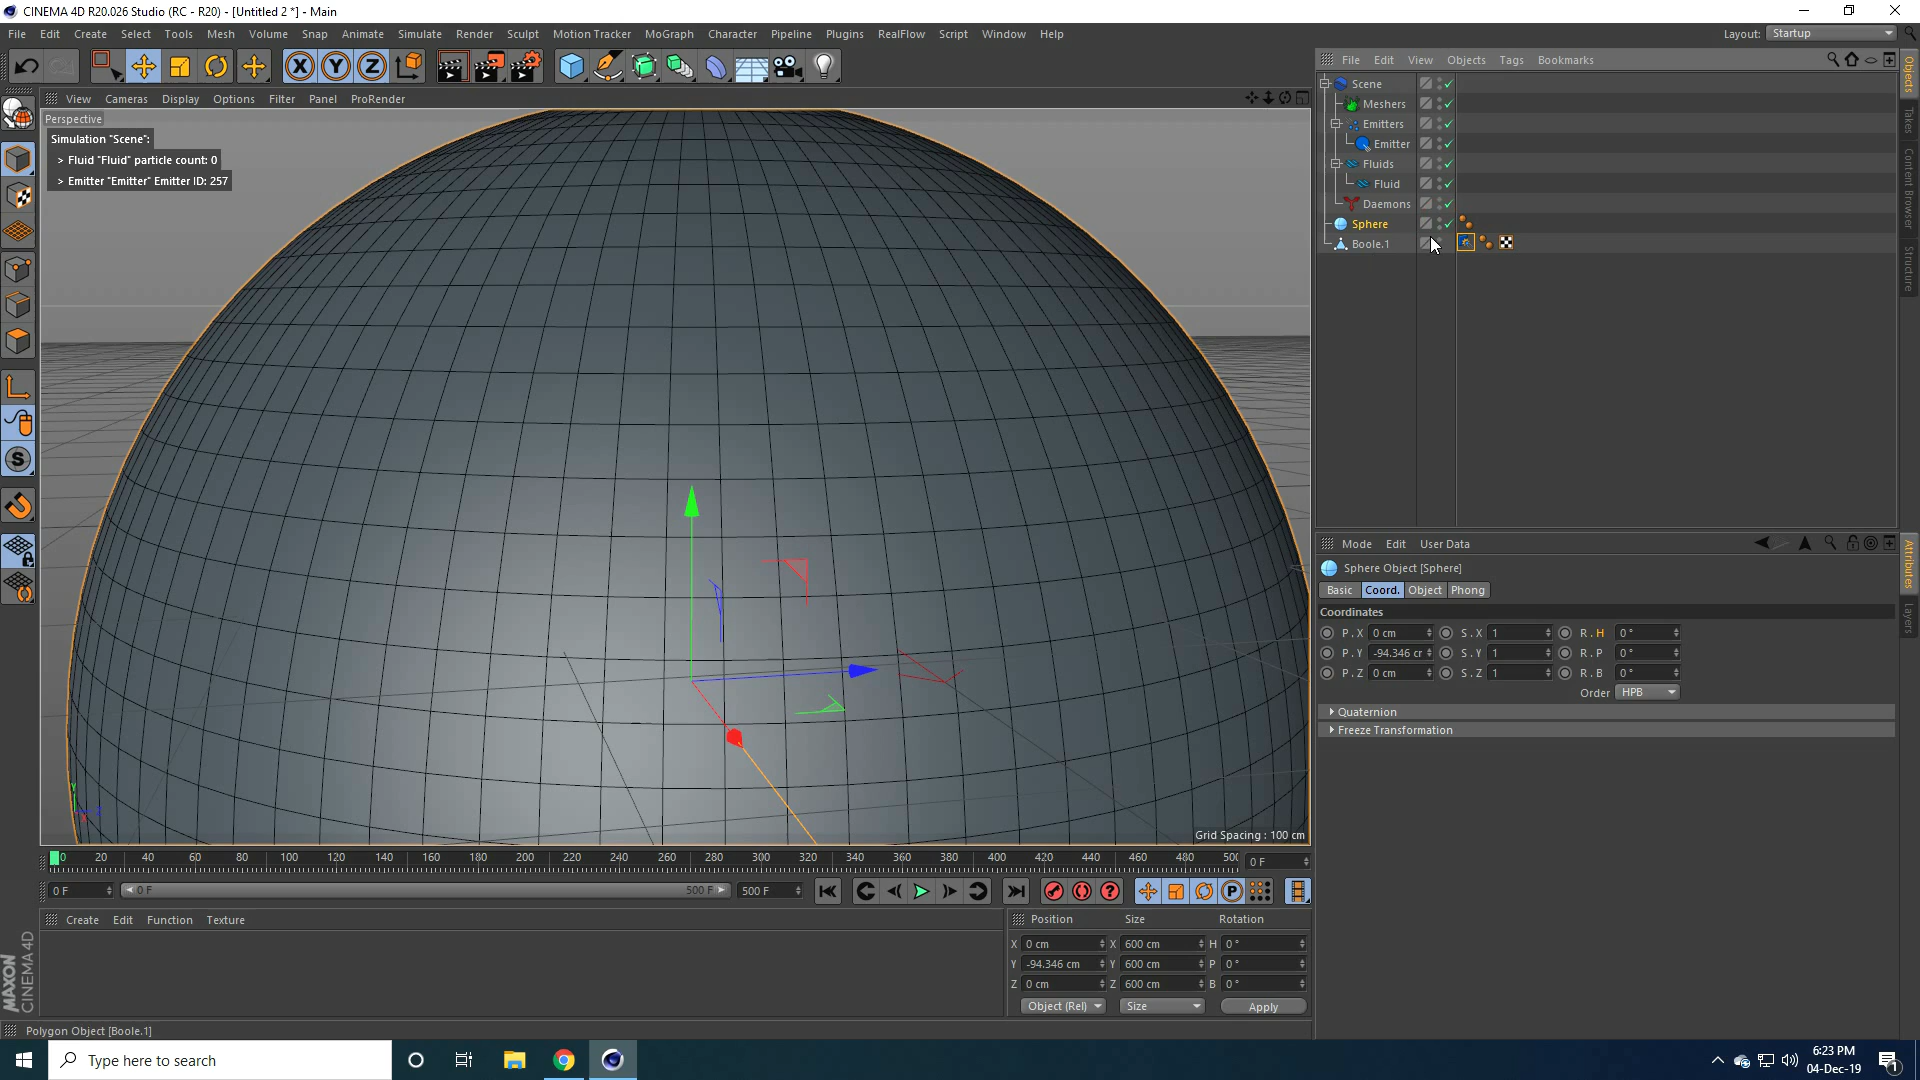 CINEMA 4D R20.026 Studio (RC - R20) - [Untitled 2 *] - Main
File Edit Create Select Tools Mesh Volume Snap Animate Simulate Render Sculpt Motion Tracker MoGraph Character Pipeline Plugins RealFlow Script Window Help
Layout: Startup
View Cameras Display Options Filter Panel ProRender
Perspective
Simulation "Scene":
> Fluid "Fluid" particle count: 0
> Emitter "Emitter" Emitter ID: 257
Grid Spacing : 100 cm
File Edit View Objects Tags Bookmarks
Scene
Meshers
Emitters
Emitter
Fluids
Fluid
Daemons
Sphere
Boole.1
Objects
Takes
Content Browser
Structure
Mode Edit User Data
Sphere Object [Sphere]
Basic Coord. Object Phong
Coordinates
P . X 0 cm S . X 1 R . H 0 °
P . Y -94.346 cr S . Y 1 R . P 0 °
P . Z 0 cm S . Z 1 R . B 0 °
Order HPB
Quaternion
Freeze Transformation
Attributes
Layers
0 20 40 60 80 100 120 140 160 180 200 220 240 260 280 300 320 340 360 380 400 420 440 460 480 500
0 F
0 F 0 F 500 F 500 F
Create Edit Function Texture
Position Size Rotation
X 0 cm X 600 cm H 0 °
Y -94.346 cm Y 600 cm P 0 °
Z 0 cm Z 600 cm B 0 °
Object (Rel) Size Apply
MAXON
CINEMA 4D
Polygon Object [Boole.1]
Type here to search
6:23 PM
04-Dec-19
1